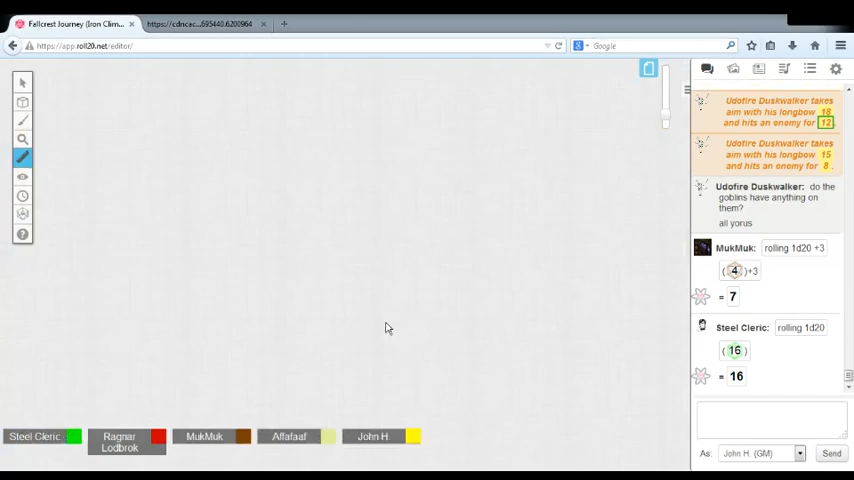 Fallcrest Journey (Iron Clim...
https://cdncac...695440.6200964
https://app.roll20.net/editor/
Google
Udofire Duskwalker takes
aim with his longbow 18
and hits an enemy for 12.
Udofire Duskwalker takes
aim with his longbow 15
and hits an enemy for 8.
Udofire Duskwalker: do the
goblins have anything on
them?
all yorus
MukMuk: rolling 1d20 +3
(4)+3
= 7
Steel Cleric: rolling 1d20
(16)
= 16
Steel Cleric
Ragnar
Lodbrok
MukMuk
Affafaaf
John H.
As: John H. (GM) Send